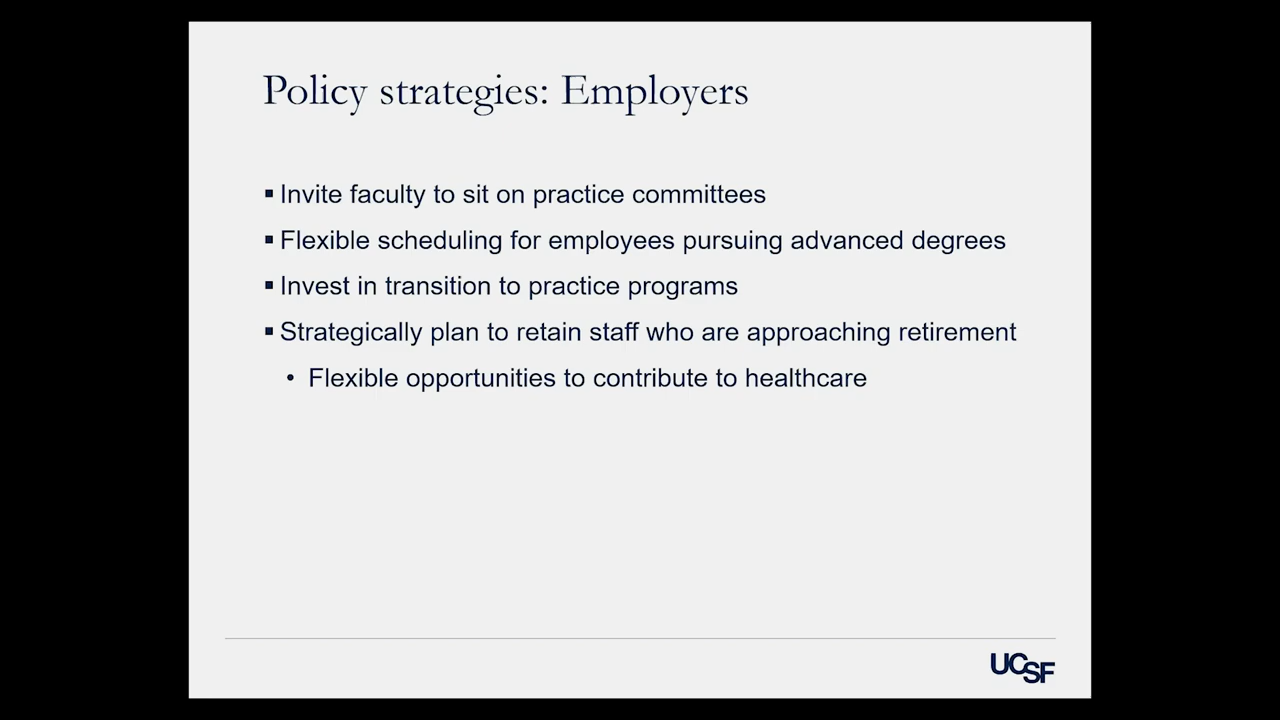 Policy strategies: Employers
▪ Invite faculty to sit on practice committees
▪ Flexible scheduling for employees pursuing advanced degrees
▪ Invest in transition to practice programs
▪ Strategically plan to retain staff who are approaching retirement
• Flexible opportunities to contribute to healthcare
UCSF